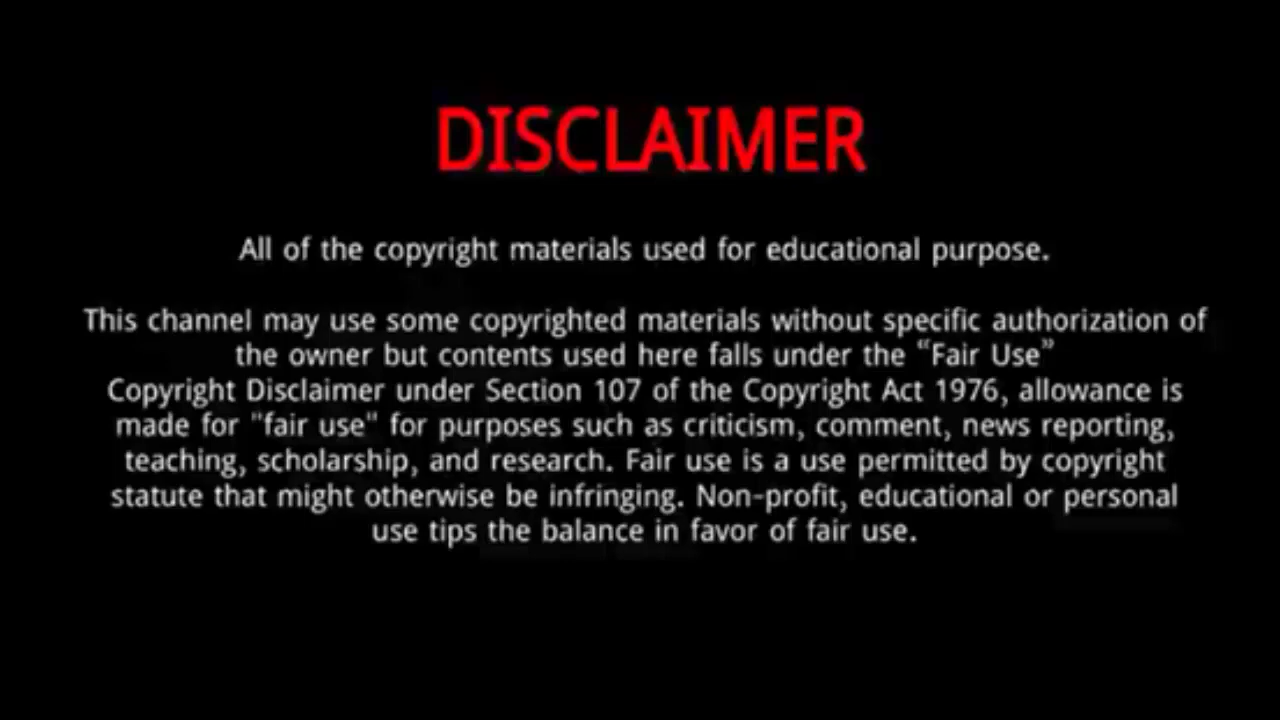 DISCLAIMER
All of the copyright materials used for educational purpose.
This channel may use some copyrighted materials without specific authorization of
the owner but contents used here falls under the “Fair Use”
Copyright Disclaimer under Section 107 of the Copyright Act 1976, allowance is
made for "fair use" for purposes such as criticism, comment, news reporting,
teaching, scholarship, and research. Fair use is a use permitted by copyright
statute that might otherwise be infringing. Non-profit, educational or personal
use tips the balance in favor of fair use.